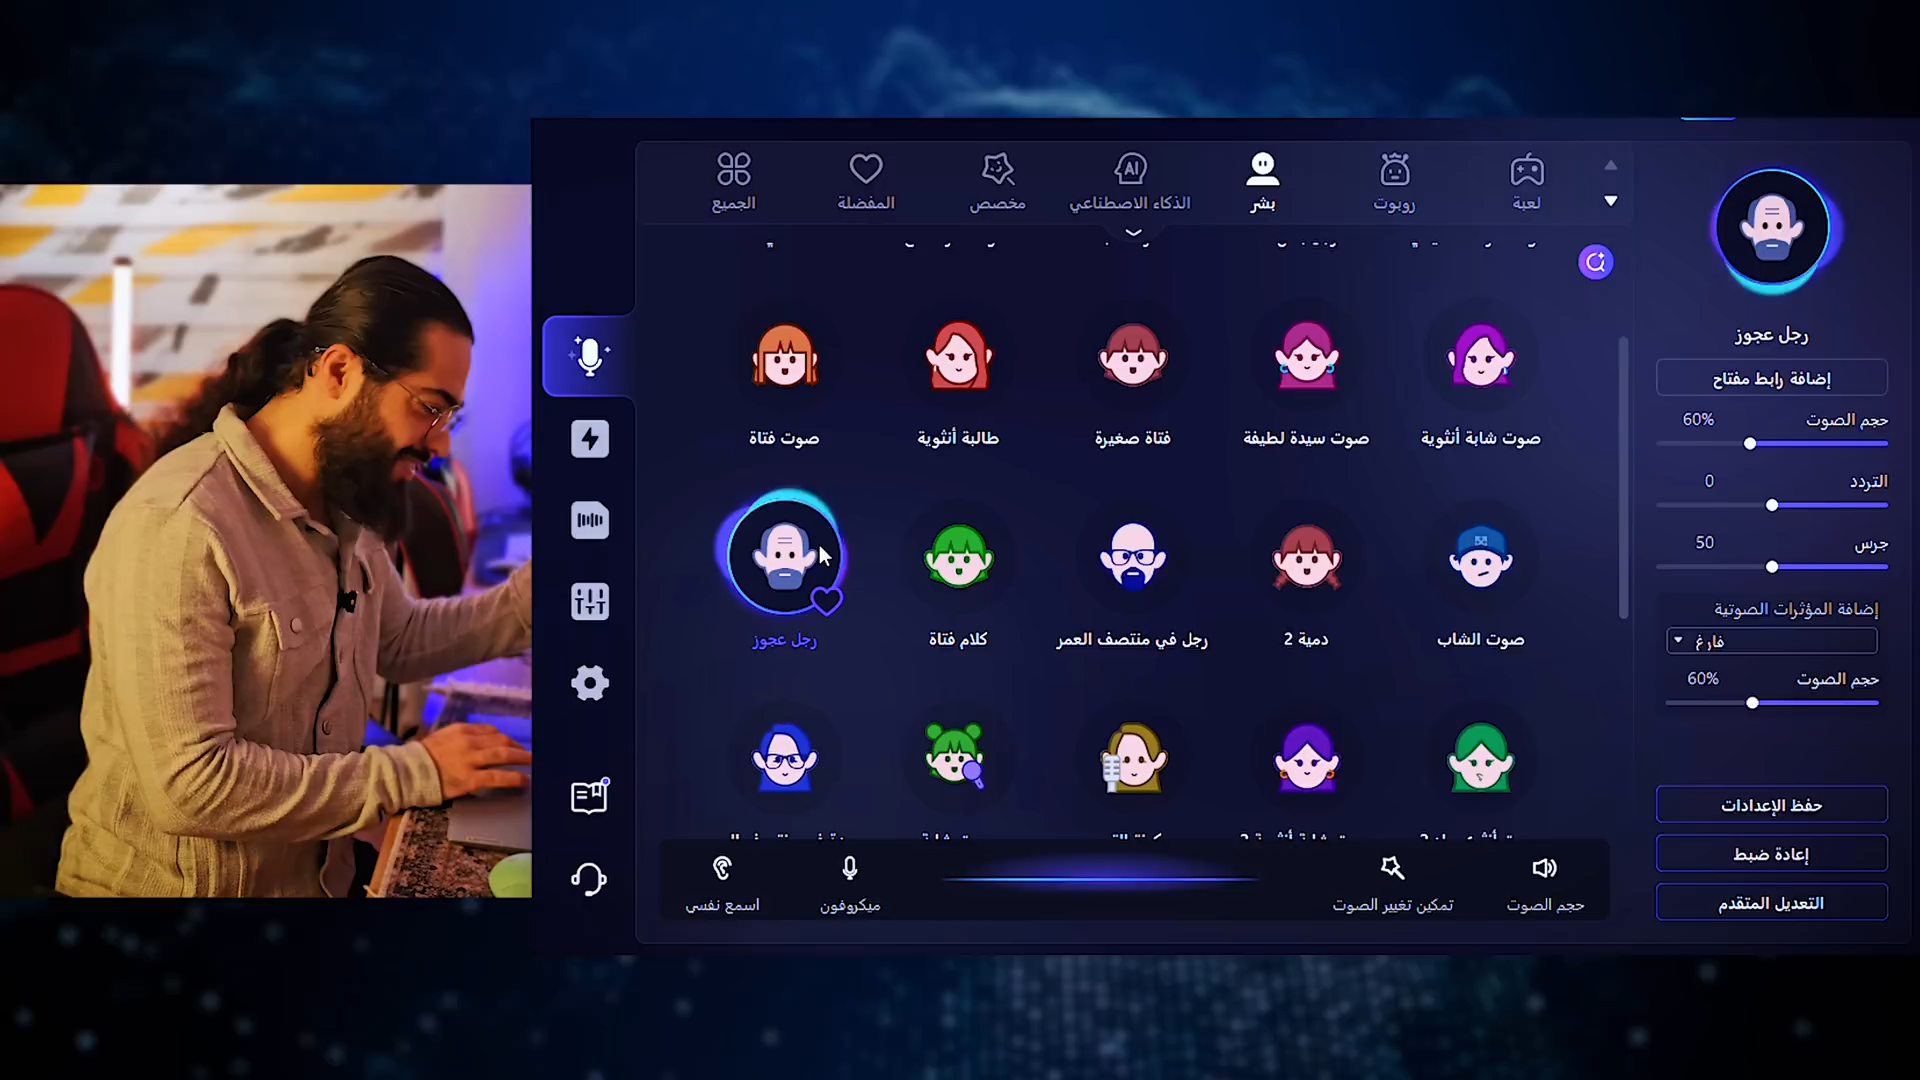 الجميع
المفضلة
مخصص
الذكاء الاصطناعي
AI
بشر
روبوت
لعبة
صوت فتاة
طالبة أنثوية
فتاة صغيرة
صوت سيدة لطيفة
صوت شابة أنثوية
رجل عجوز
كلام فتاة
رجل في منتصف العمر
دمية 2
صوت الشاب
اسمع نفسي
ميكروفون
تمكين تغيير الصوت
حجم الصوت
رجل عجوز
إضافة رابط مفتاح
حجم الصوت 60%
التردد 0
جرس 50
إضافة المؤثرات الصوتية
فارغ
حجم الصوت 60%
حفظ الإعدادات
إعادة ضبط
التعديل المتقدم